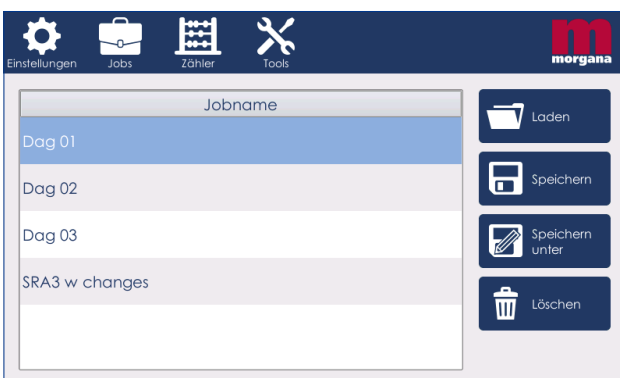 Einstellungen Jobs Zähler Tools
m
morgana
Jobname
Dag 01
Dag 02
Dag 03
SRA3 w changes
Laden
Speichern
Speichern
unter
Löschen